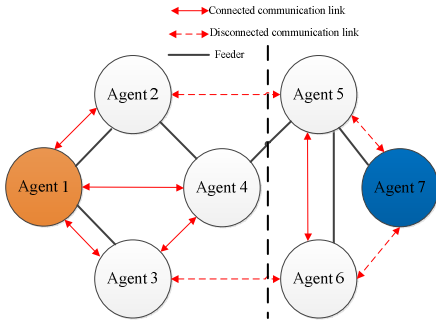 Connected communication link
Disconnected communication link
Feeder
Agent 2
Agent 5
Agent 1
Agent 4
Agent 7
Agent 3
Agent 6